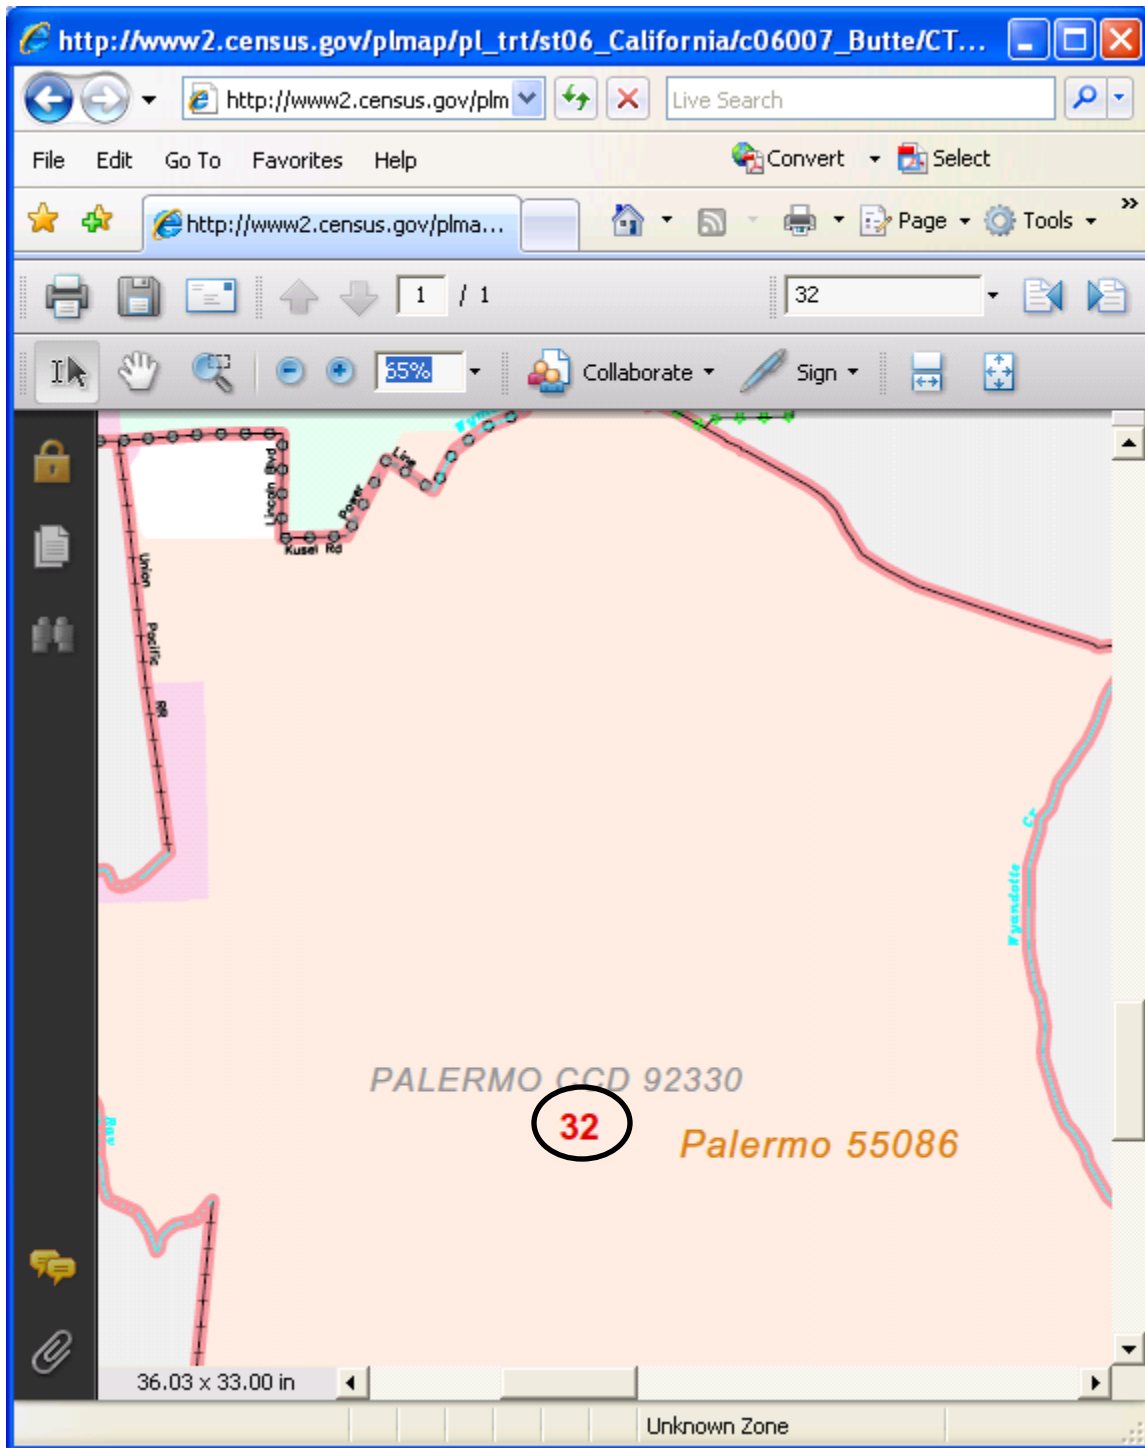 http://www2.census.gov/plmap/pl_trt/st06_California/c06007_Butte/CT...
http://www2.census.gov/plm
Live Search
File Edit Go To Favorites Help
Convert Select
http://www2.census.gov/plma...
Page Tools »
1 / 1
32
65%
Collaborate Sign
Lincoln Blvd
Power Line
Kusel Rd
Union Pacific RR
Wyandotte Cr
PALERMO CCD 92330
32
Palermo 55086
36.03 x 33.00 in
Unknown Zone